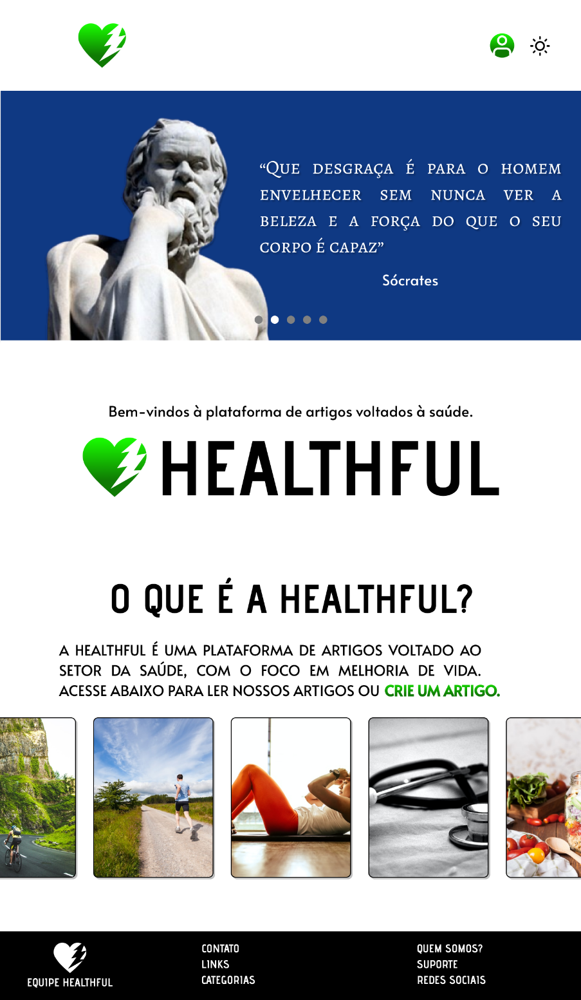 “Que desgraça é para o homem
envelhecer sem nunca ver a
beleza e a força do que o seu
corpo é capaz”
Sócrates
Bem-vindos à plataforma de artigos voltados à saúde.
HEALTHFUL
O QUE É A HEALTHFUL?
A HEALTHFUL É UMA PLATAFORMA DE ARTIGOS VOLTADO AO
SETOR DA SAÚDE, COM O FOCO EM MELHORIA DE VIDA.
ACESSE ABAIXO PARA LER NOSSOS ARTIGOS OU CRIE UM ARTIGO.
EQUIPE HEALTHFUL
CONTATO
LINKS
CATEGORIAS
QUEM SOMOS?
SUPORTE
REDES SOCIAIS